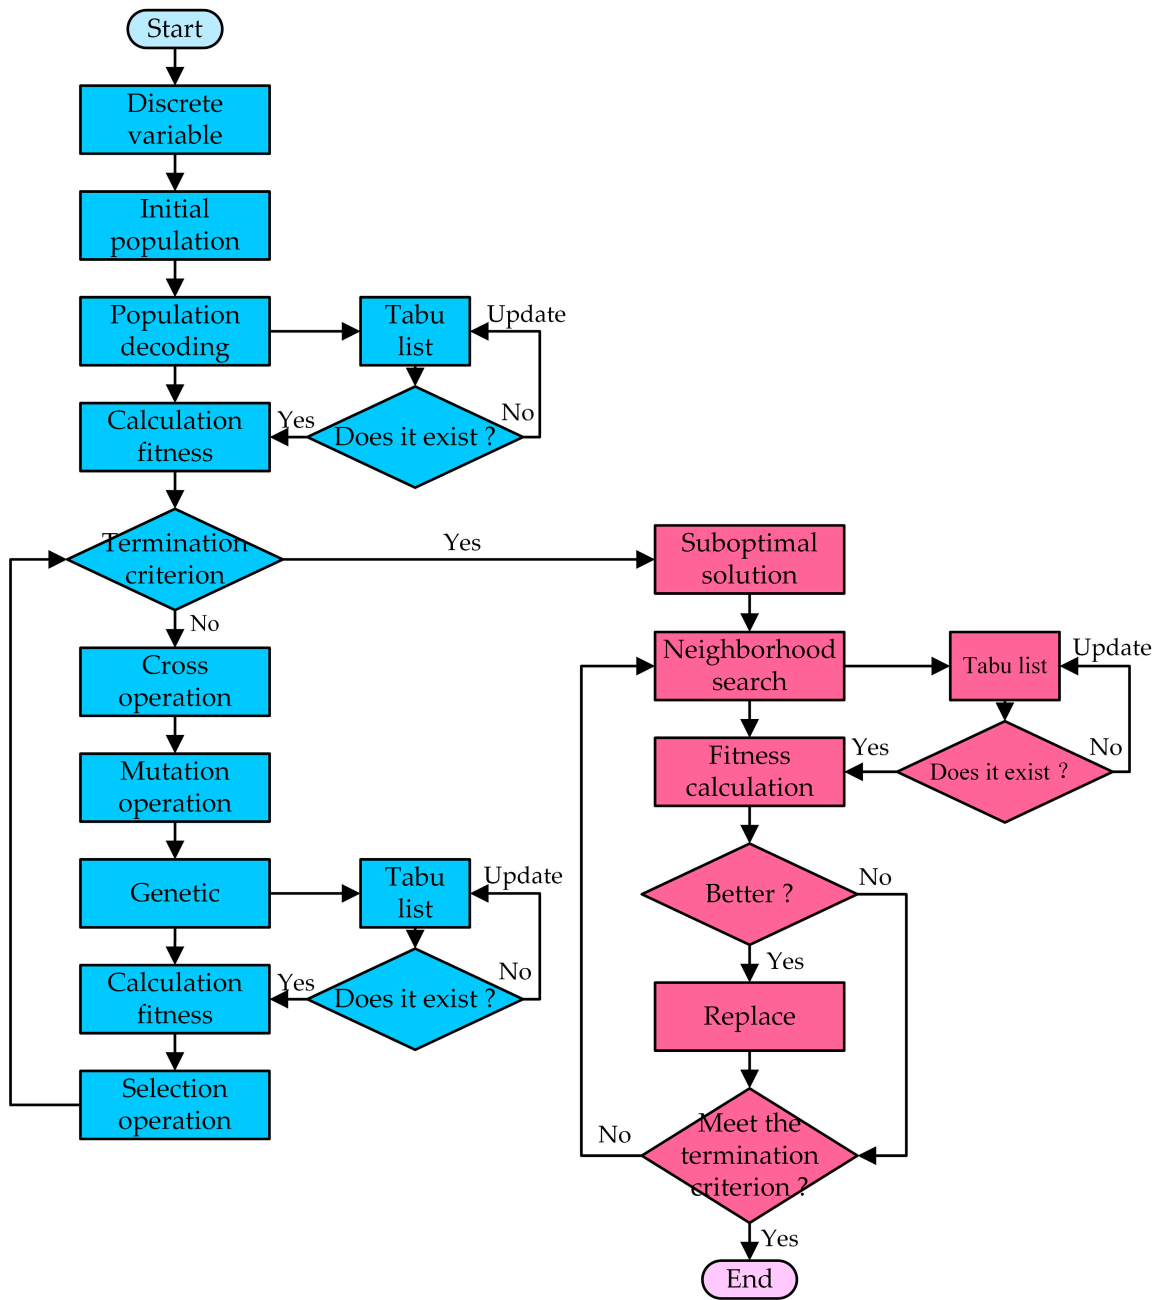 Start
Discrete
variable
Initial
population
Population
decoding
Tabu
list
Update
Calculation
fitness
Yes
Does it exist ?
No
Termination
criterion
Yes
No
Cross
operation
Mutation
operation
Genetic
Tabu
list
Update
Calculation
fitness
Yes
Does it exist ?
No
Selection
operation
Suboptimal
solution
Neighborhood
search
Tabu list
Update
Fitness
calculation
Yes
Does it exist ?
No
Better ?
No
Yes
Replace
Meet the
termination
criterion ?
No
Yes
End